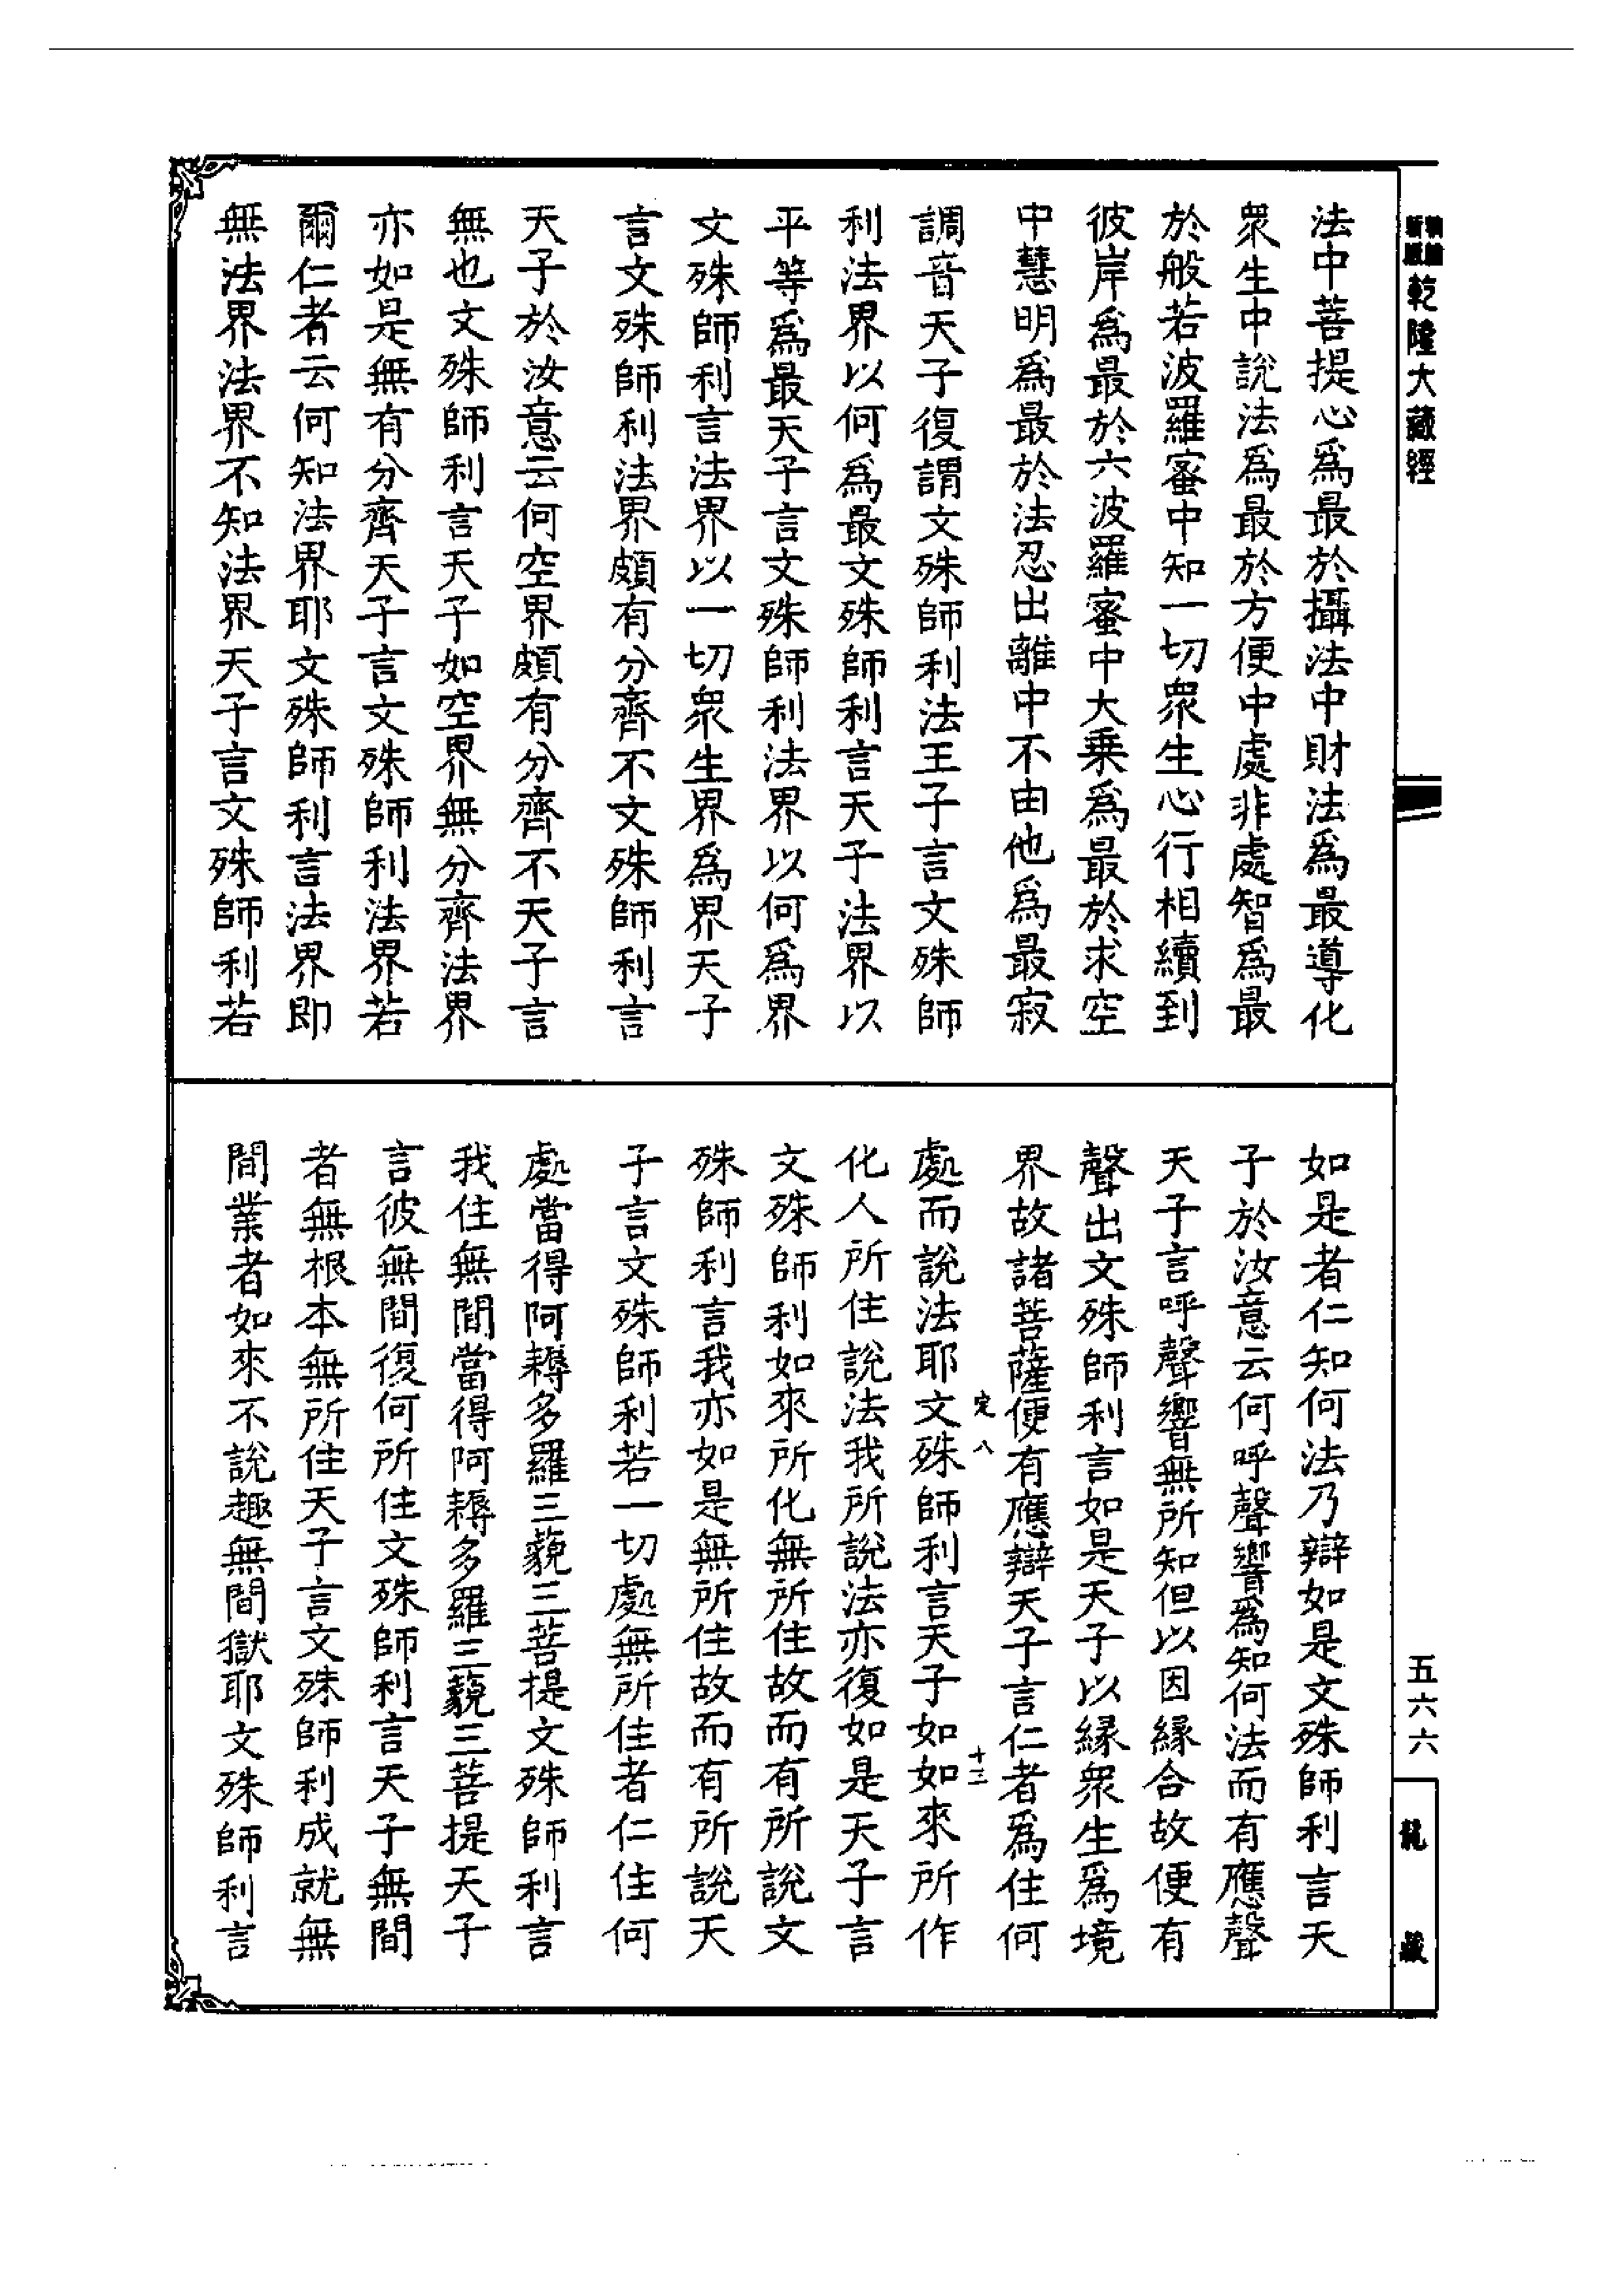 乾隆大藏經
法中菩提心爲最於攝法中財法爲最導化
衆生中說法爲最於方便中處非處智爲最
於般若波羅蜜中知一切衆生心行相續到
彼岸爲最於六波羅蜜中大乗爲最於求空
中慧明爲最於法忍出離中不由他爲最寂
調音天子復謂文殊師利法王子言文殊師
利法界以何爲最文殊師利言天子法界以
平等爲最天子言文殊師利法界以何爲界
文殊師利言法界以一切衆生界爲界天子
言文殊師利法界頗有分齊不文殊師利言
天子於汝意云何空界頗有分齊不天子言
無也文殊師利言天子如空界無分齊法界
亦如是無有分齊天子言文殊師利法界若
爾仁者云何知法界耶文殊師利言法界即
無法界法界不知法界天子言文殊師利若
如是者仁知何法乃辯如是文殊師利言天
子於汝意云何呼聲響爲知何法而有應聲
天子言呼聲響無所知但以因緣合故便有
聲出文殊師利言如是天子以緣衆生爲境
界故諸菩薩便有應辯天子言仁者爲住何
處而說法耶文殊師利言天子如如來所作
化人所住說法我所說法亦復如是天子言
文殊師利如來所化無所住故而有所說文
殊師利言我亦如是無所住故而有所說天
子言文殊師利若一切處無所住者仁住何
處當得阿耨多羅三藐三菩提文殊師利言
我住無間當得阿耨多羅三藐三菩提天子
言彼無間復何所住文殊師利言天子無間
者無根本無所住天子言文殊師利成就無
間業者如來不說趣無間獄耶文殊師利言
定八
十三
五六六
龍藏